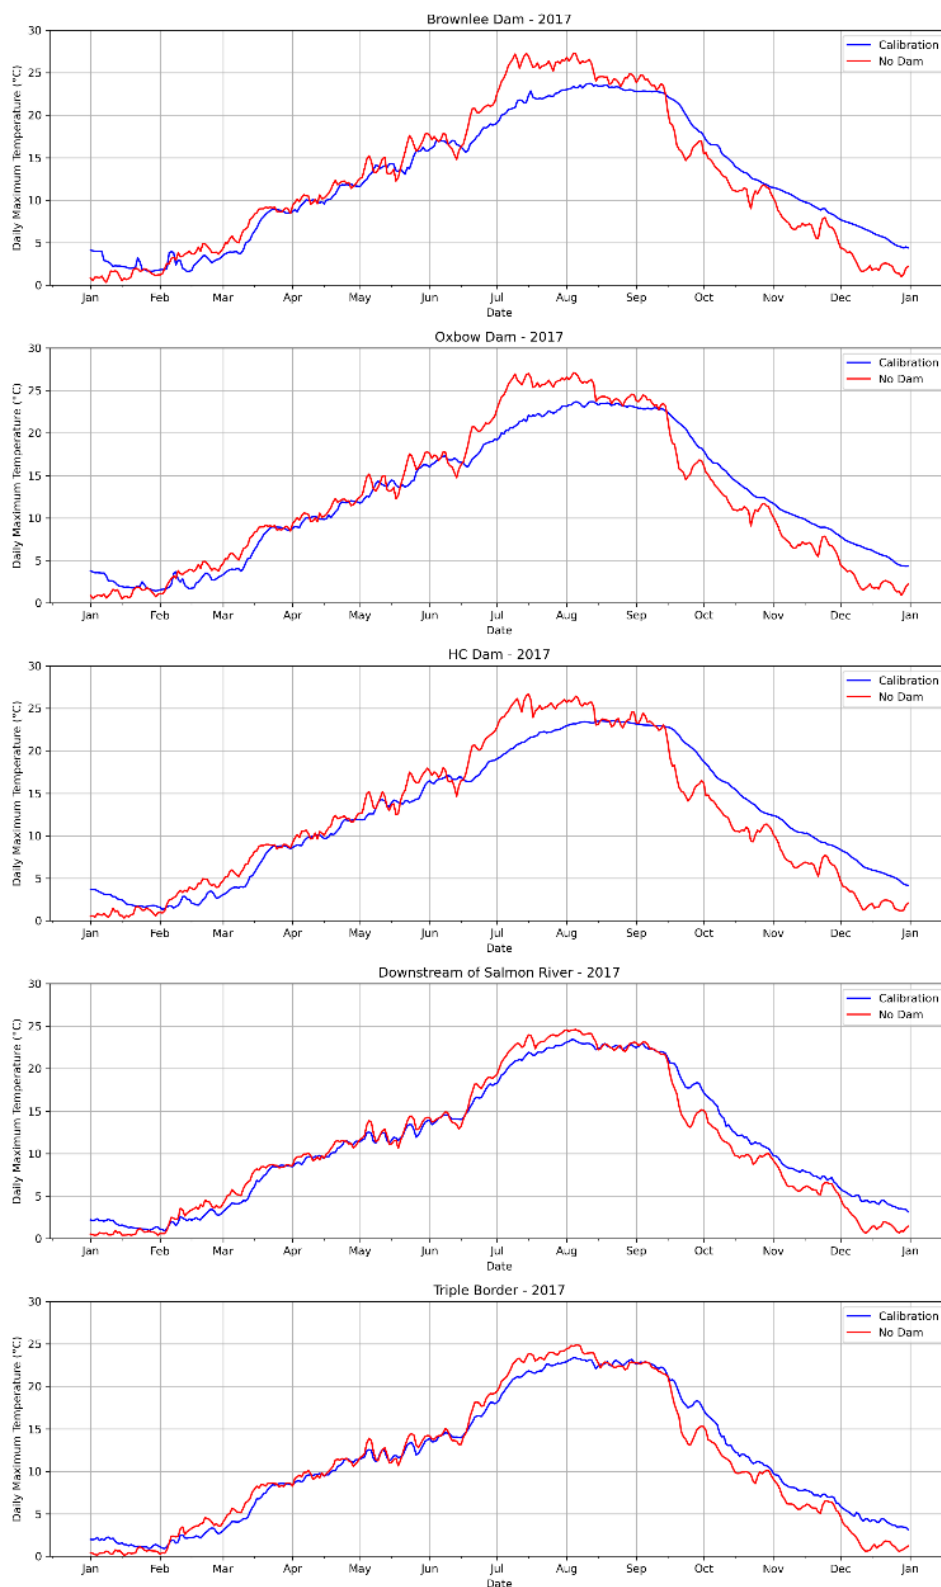 Brownlee Dam - 2017
Daily Maximum Temperature (°C)
30
25
20
15
10
5
0
Calibration
No Dam
Jan Feb Mar Apr May Jun Jul Aug Sep Oct Nov Dec Jan
Date
Oxbow Dam - 2017
Daily Maximum Temperature (°C)
30
25
20
15
10
5
0
Calibration
No Dam
Jan Feb Mar Apr May Jun Jul Aug Sep Oct Nov Dec Jan
Date
HC Dam - 2017
Daily Maximum Temperature (°C)
30
25
20
15
10
5
0
Calibration
No Dam
Jan Feb Mar Apr May Jun Jul Aug Sep Oct Nov Dec Jan
Date
Downstream of Salmon River - 2017
Daily Maximum Temperature (°C)
30
25
20
15
10
5
0
Calibration
No Dam
Jan Feb Mar Apr May Jun Jul Aug Sep Oct Nov Dec Jan
Date
Triple Border - 2017
Daily Maximum Temperature (°C)
30
25
20
15
10
5
0
Calibration
No Dam
Jan Feb Mar Apr May Jun Jul Aug Sep Oct Nov Dec Jan
Date